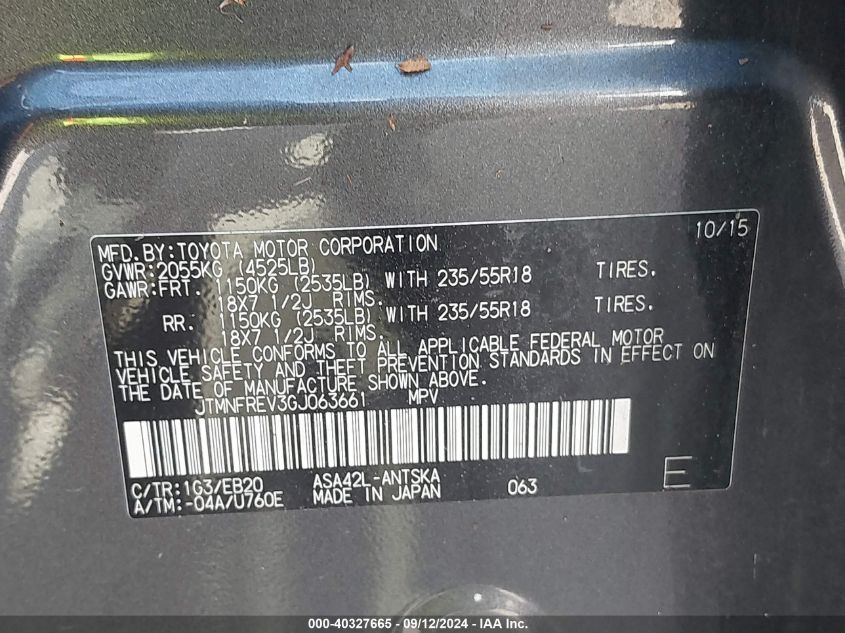 10/15
MFD.BY:TOYOTA MOTOR CORPORATION
GVWR:2055KG (4525LB)
GAWR:FRT. 1150KG (2535LB) WITH 235/55R18 TIRES.
18X7 1/2J RIMS.
RR. 1150KG (2535LB) WITH 235/55R18 TIRES.
18X7 1/2J RIMS.
THIS VEHICLE CONFORMS TO ALL APPLICABLE FEDERAL MOTOR
VEHICLE SAFETY AND THEFT PREVENTION STANDARDS IN EFFECT ON
THE DATE OF MANUFACTURE SHOWN ABOVE.
JTMNFREV3GJ063661 MPV
C/TR:1G3/EB20 ASA42L-ANTSKA 063 E
A/TM:-04A/U760E MADE IN JAPAN
000-40327665 - 09/12/2024 - IAA, Inc.